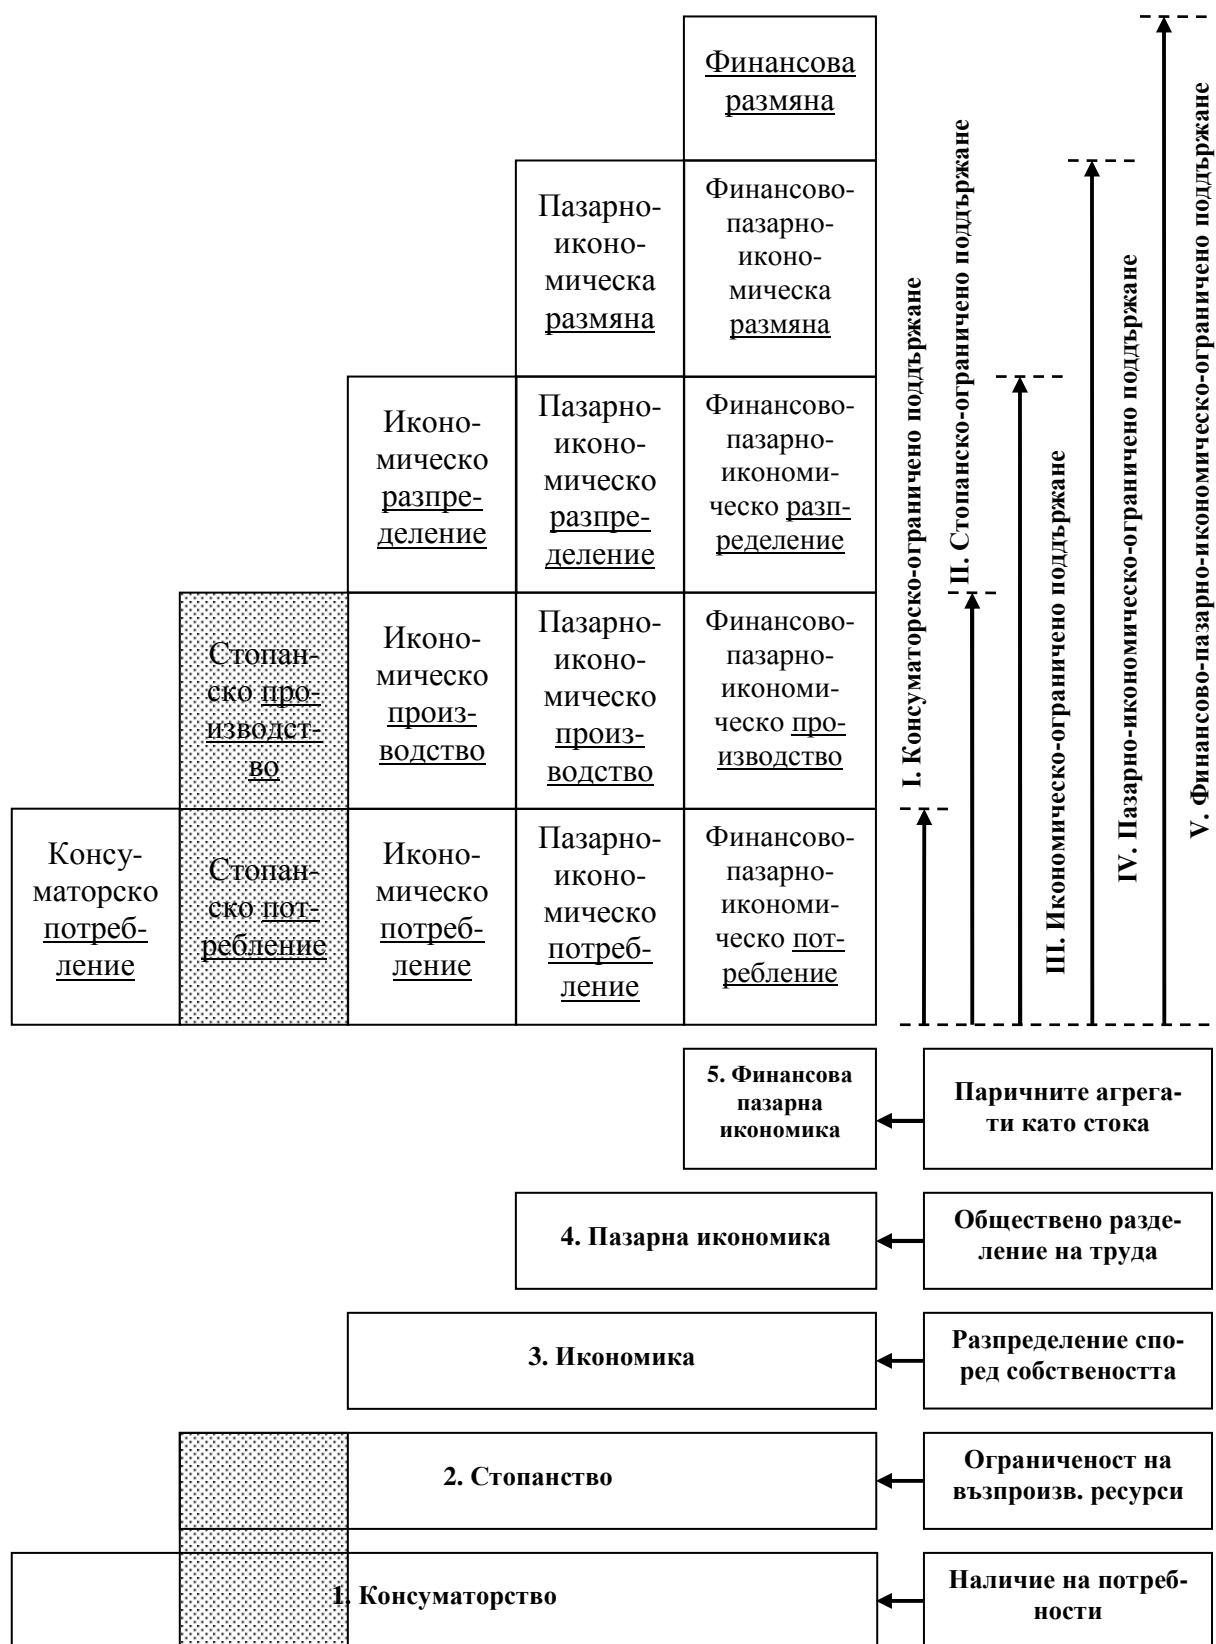 Финансова
размяна
Пазарно-
иконо-
мическа
размяна
Финансово-
пазарно-
иконо-
мическа
размяна
Иконо-
мическо
разпре-
деление
Пазарно-
иконо-
мическо
разпре-
деление
Финансово-
пазарно-
икономи-
ческо разп-
ределение
Стопан-
ско про-
изводст-
во
Иконо-
мическо
произ-
водство
Пазарно-
иконо-
мическо
произ-
водство
Финансово-
пазарно-
икономи-
ческо про-
изводство
Консу-
маторско
потреб-
ление
Стопан-
ско пот-
ребление
Иконо-
мическо
потреб-
ление
Пазарно-
иконо-
мическо
потреб-
ление
Финансово-
пазарно-
икономи-
ческо пот-
ребление
I. Консуматорско-ограничено поддържане
II. Стопанско-ограничено поддържане
III. Икономическо-ограничено поддържане
IV. Пазарно-икономическо-ограничено поддържане
V. Финансово-пазарно-икономическо-ограничено поддържане
5. Финансова
пазарна
икономика
Паричните агрега-
ти като стока
4. Пазарна икономика
Обществено разде-
ление на труда
3. Икономика
Разпределение спо-
ред собствеността
2. Стопанство
Ограниченост на
възпроизв. ресурси
1. Консуматорство
Наличие на потреб-
ности